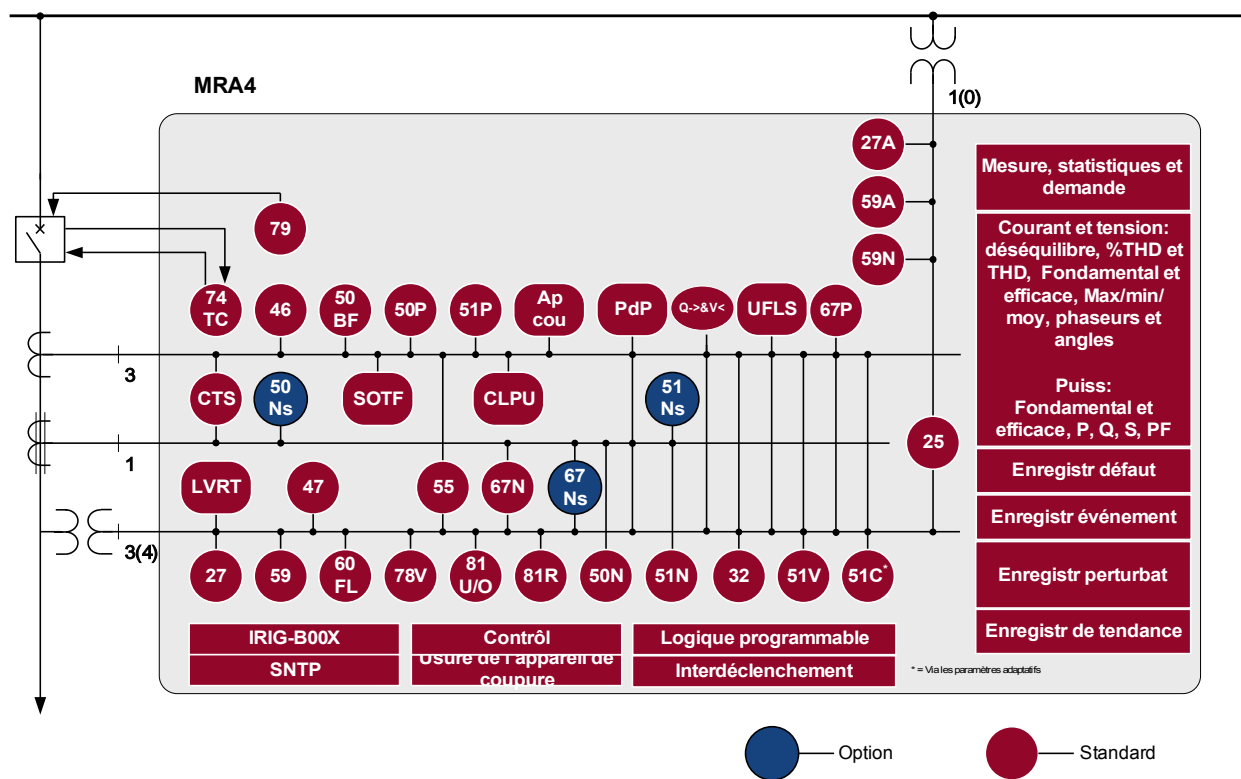 MRA4
1(0)
27A
59A
59N
79
74
TC
46
50
BF
50P
51P
Ap
cou
PdP
Q->&V<
UFLS
67P
3
CTS
50
Ns
SOTF
CLPU
51
Ns
1
25
LVRT
47
55
67N
67
Ns
3(4)
27
59
60
FL
78V
81
U/O
81R
50N
51N
32
51V
51C*
Mesure, statistiques et
demande
Courant et tension:
déséquilibre, %THD et
THD, Fondamental et
efficace, Max/min/
moy, phaseurs et
angles
Puiss:
Fondamental et
efficace, P, Q, S, PF
Enregistr défaut
Enregistr événement
Enregistr perturbat
Enregistr de tendance
IRIG-B00X
Contrôl
Logique programmable
SNTP
Usure de l'appareil de
coupure
Interdéclenchement
* = Via les paramètres adaptatifs
Option
Standard